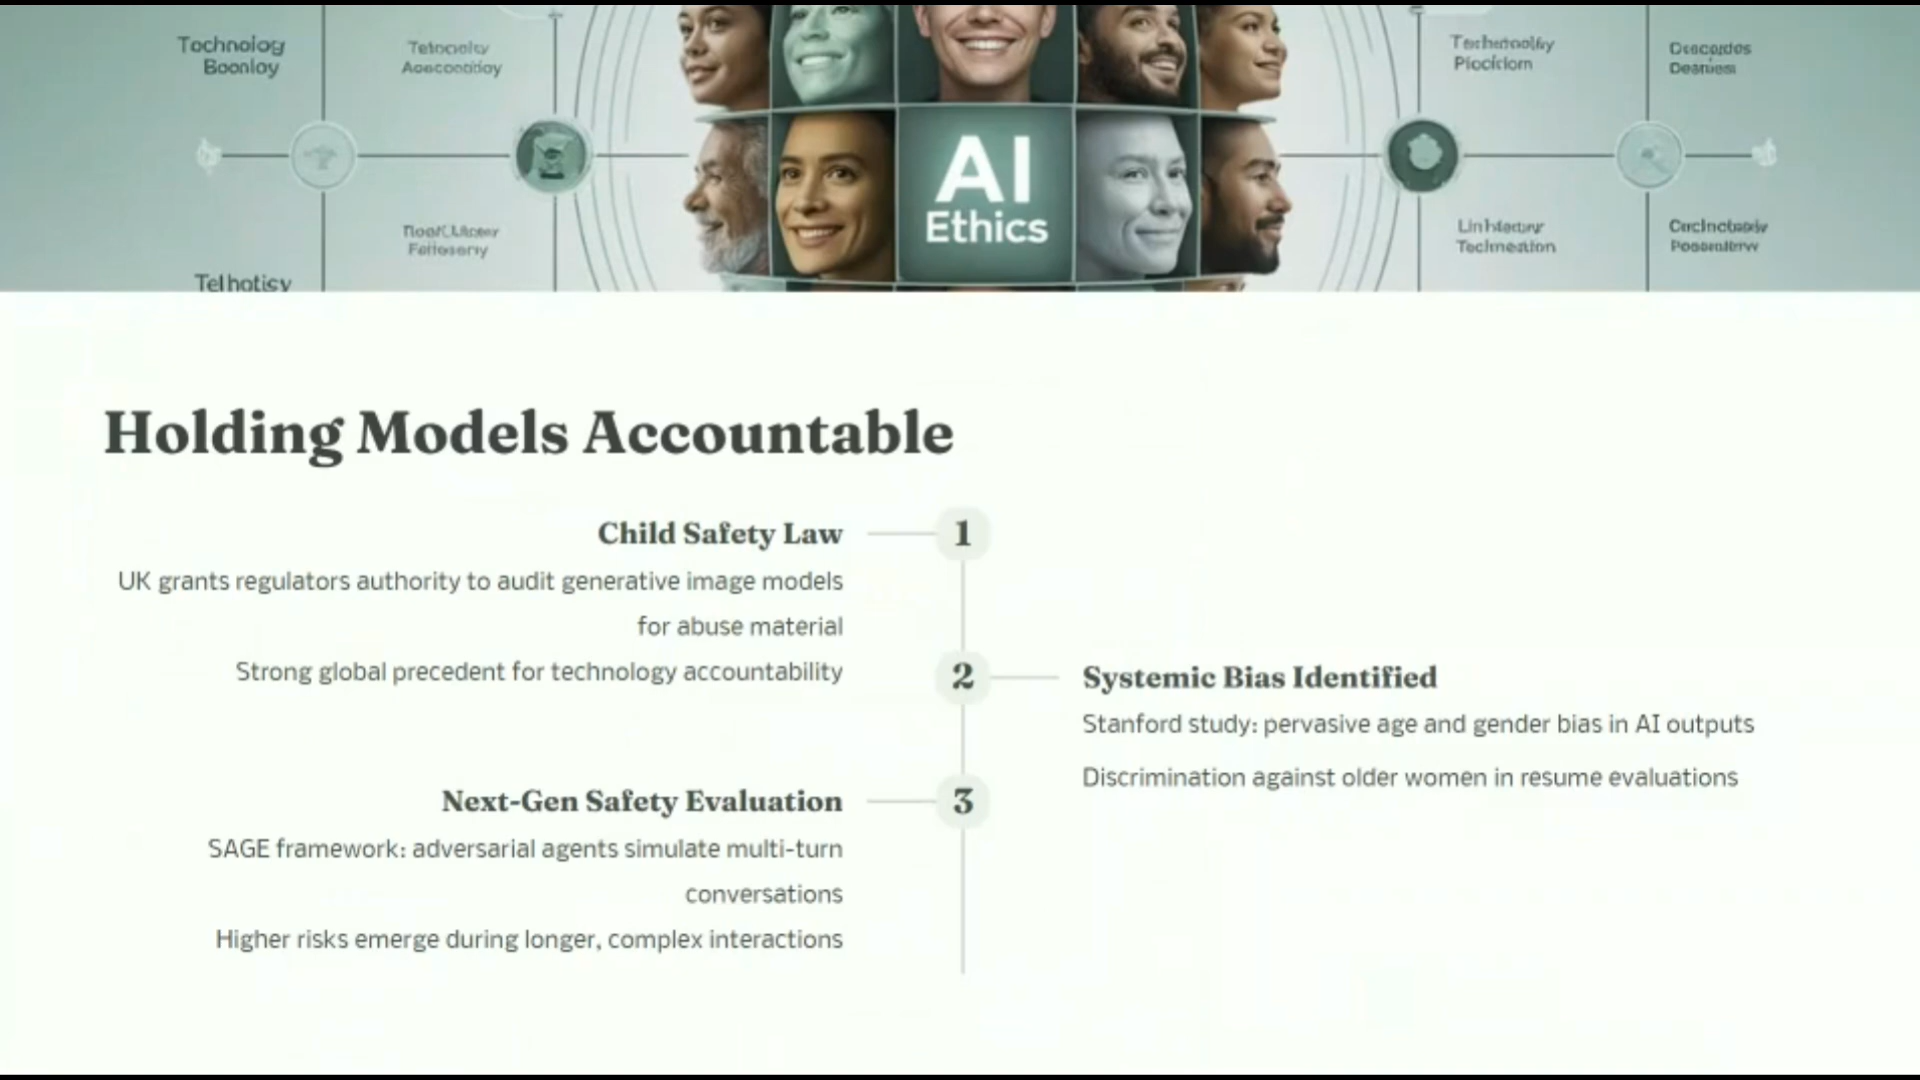 Technology
AI
Ethics
Telhotisy
Holding Models Accountable
Child Safety Law
1
UK grants regulators authority to audit generative image models
for abuse material
Strong global precedent for technology accountability
2
Systemic Bias Identified
Stanford study: pervasive age and gender bias in AI outputs
Discrimination against older women in resume evaluations
Next-Gen Safety Evaluation
3
SAGE framework: adversarial agents simulate multi-turn
conversations
Higher risks emerge during longer, complex interactions